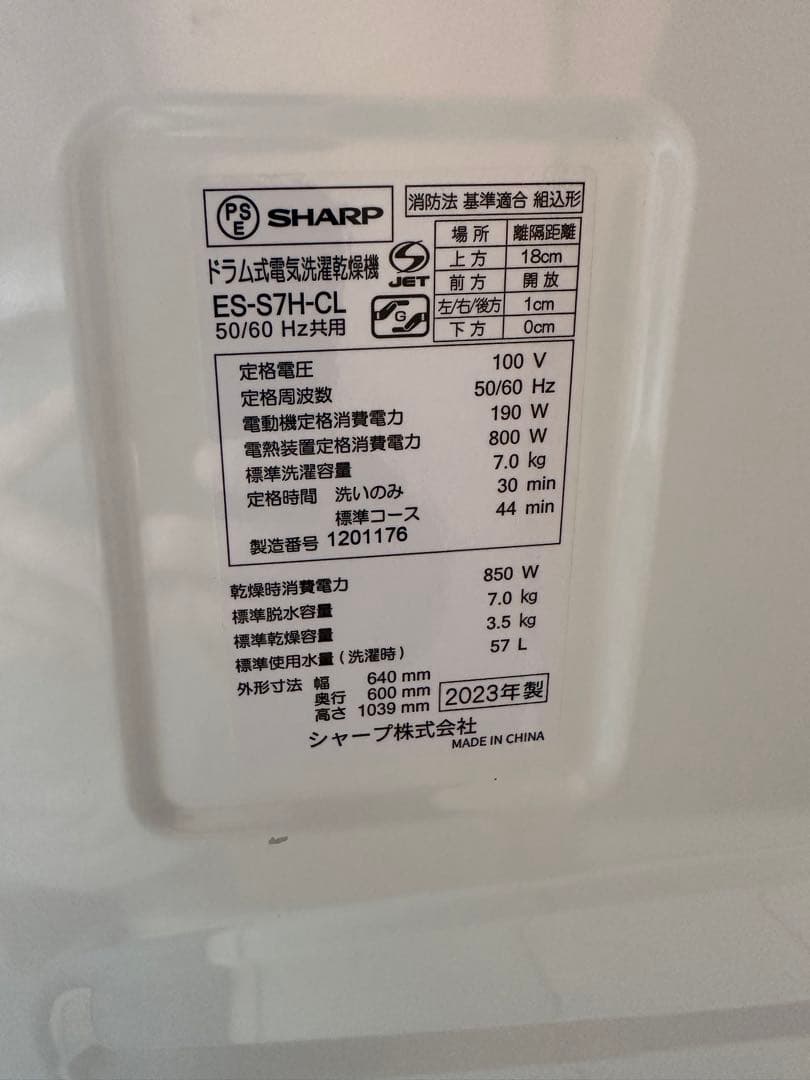 PSE SHARP
消防法 基準適合 組込形
場所 離隔距離
上方 18cm
前方 開放
左/右/後方 1cm
下方 0cm
ドラム式電気洗濯乾燥機
JET
ES-S7H-CL
G
50/60 Hz共用
定格電圧 100 V
定格周波数 50/60 Hz
電動機定格消費電力 190 W
電熱装置定格消費電力 800 W
標準洗濯容量 7.0 kg
定格時間 洗いのみ 30 min
標準コース 44 min
製造番号 1201176
乾燥時消費電力 850 W
標準脱水容量 7.0 kg
標準乾燥容量 3.5 kg
標準使用水量(洗濯時) 57 L
外形寸法 幅 640 mm
奥行 600 mm
高さ 1039 mm
2023年製
シャープ株式会社
MADE IN CHINA